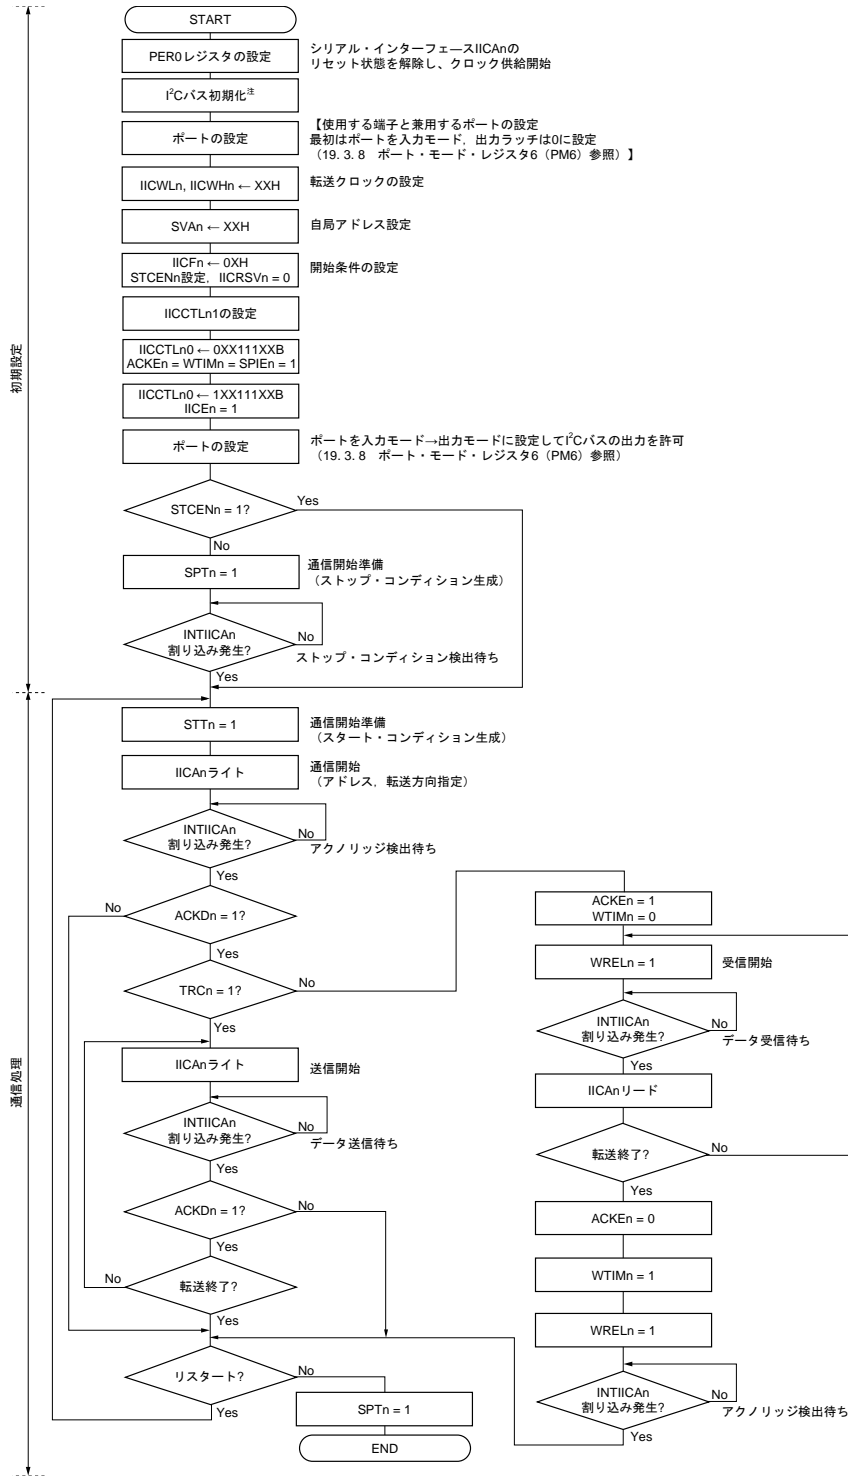 START
PER0レジスタの設定
シリアル・インターフェースIICAnの
リセット状態を解除し、クロック供給開始
I²Cバス初期化注
ポートの設定
【使用する端子と兼用するポートの設定
最初はポートを入力モード，出力ラッチは0に設定
（19. 3. 8　ポート・モード・レジスタ6（PM6）参照）】
IICWLn, IICWHn ← XXH
転送クロックの設定
SVAn ← XXH
自局アドレス設定
IICFn ← 0XH
STCENn設定，IICRSVn = 0
開始条件の設定
IICCTLn1の設定
IICCTLn0 ← 0XX111XXB
ACKEn = WTIMn = SPIEn = 1
IICCTLn0 ← 1XX111XXB
IICEn = 1
ポートの設定
ポートを入力モード→出力モードに設定してI²Cバスの出力を許可
（19. 3. 8　ポート・モード・レジスタ6（PM6）参照）
初期設定
STCENn = 1?
Yes
No
SPTn = 1
通信開始準備
（ストップ・コンディション生成）
INTIICAn
割り込み発生?
No
ストップ・コンディション検出待ち
Yes
STTn = 1
通信開始準備
（スタート・コンディション生成）
IICAnライト
通信開始
（アドレス，転送方向指定）
INTIICAn
割り込み発生?
No
アクノリッジ検出待ち
Yes
ACKDn = 1?
No
Yes
TRCn = 1?
No
Yes
通信処理
IICAnライト
送信開始
INTIICAn
割り込み発生?
No
データ送信待ち
Yes
ACKDn = 1?
No
Yes
転送終了?
No
Yes
リスタート?
No
Yes
SPTn = 1
END
ACKEn = 1
WTIMn = 0
WRELn = 1
受信開始
INTIICAn
割り込み発生?
No
データ受信待ち
Yes
IICAnリード
転送終了?
No
Yes
ACKEn = 0
WTIMn = 1
WRELn = 1
INTIICAn
割り込み発生?
No
アクノリッジ検出待ち
Yes